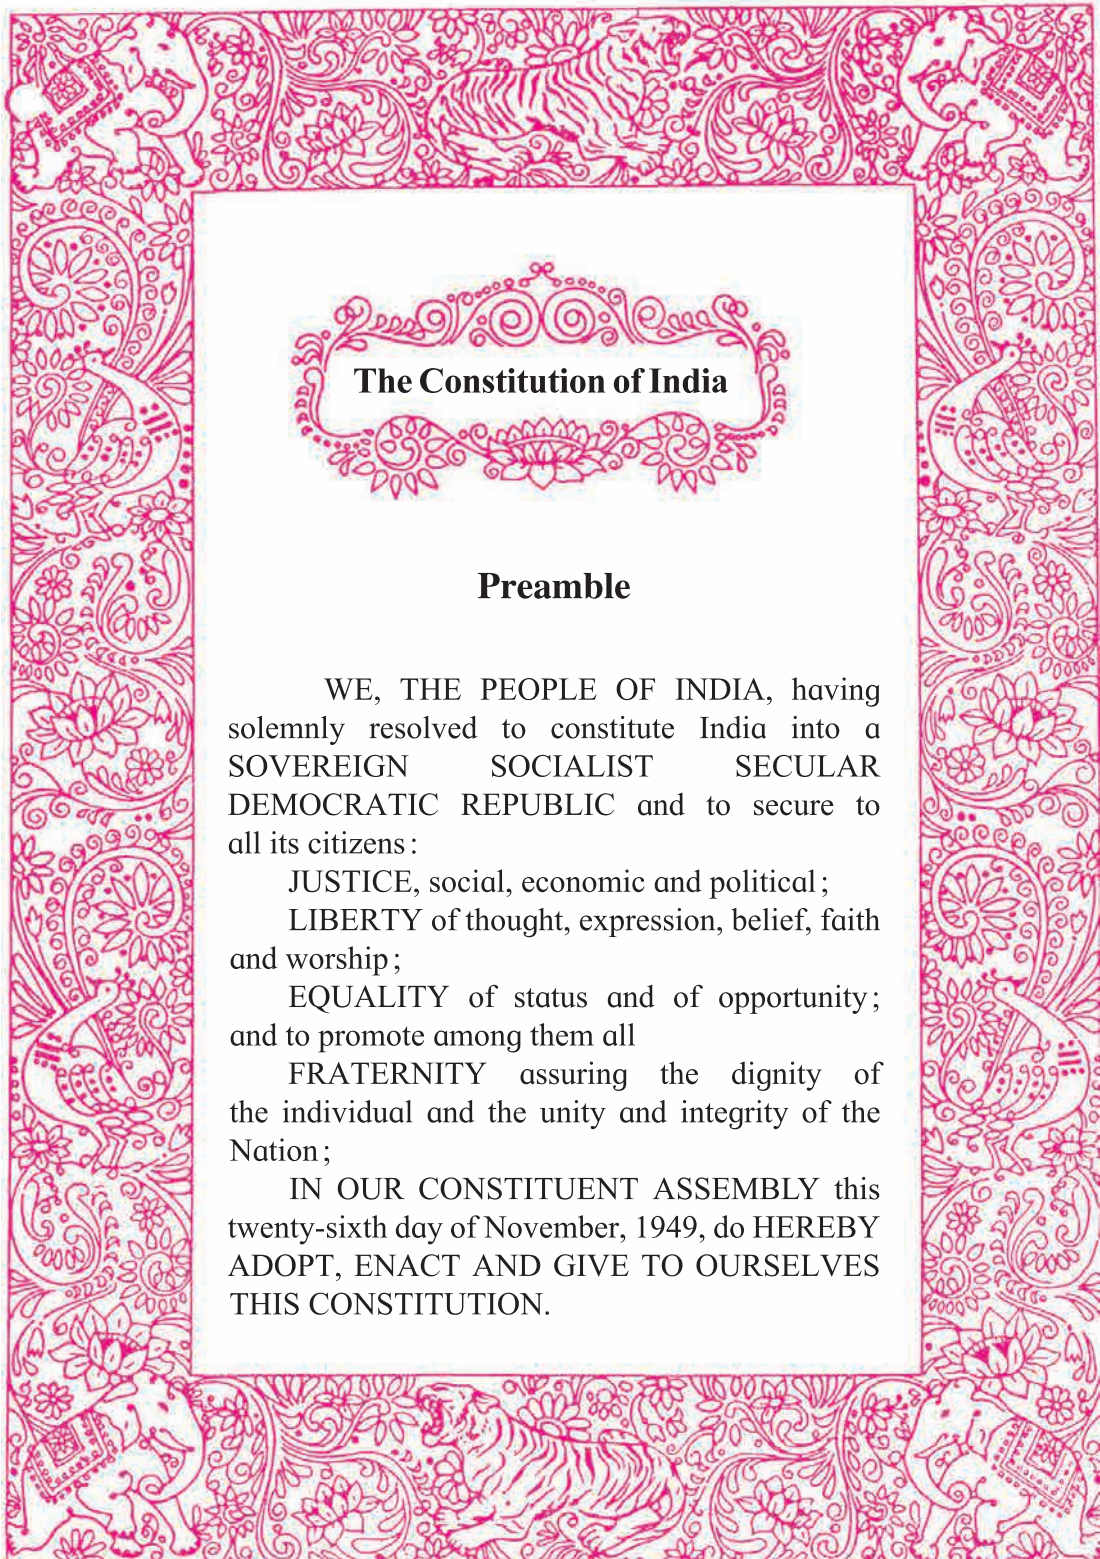 The Constitution of India
Preamble
WE, THE PEOPLE OF INDIA, having
solemnly resolved to constitute India into a
SOVEREIGN SOCIALIST SECULAR
DEMOCRATIC REPUBLIC and to secure to
all its citizens :
JUSTICE, social, economic and political ;
LIBERTY of thought, expression, belief, faith
and worship ;
EQUALITY of status and of opportunity ;
and to promote among them all
FRATERNITY assuring the dignity of
the individual and the unity and integrity of the
Nation ;
IN OUR CONSTITUENT ASSEMBLY this
twenty-sixth day of November, 1949, do HEREBY
ADOPT, ENACT AND GIVE TO OURSELVES
THIS CONSTITUTION.